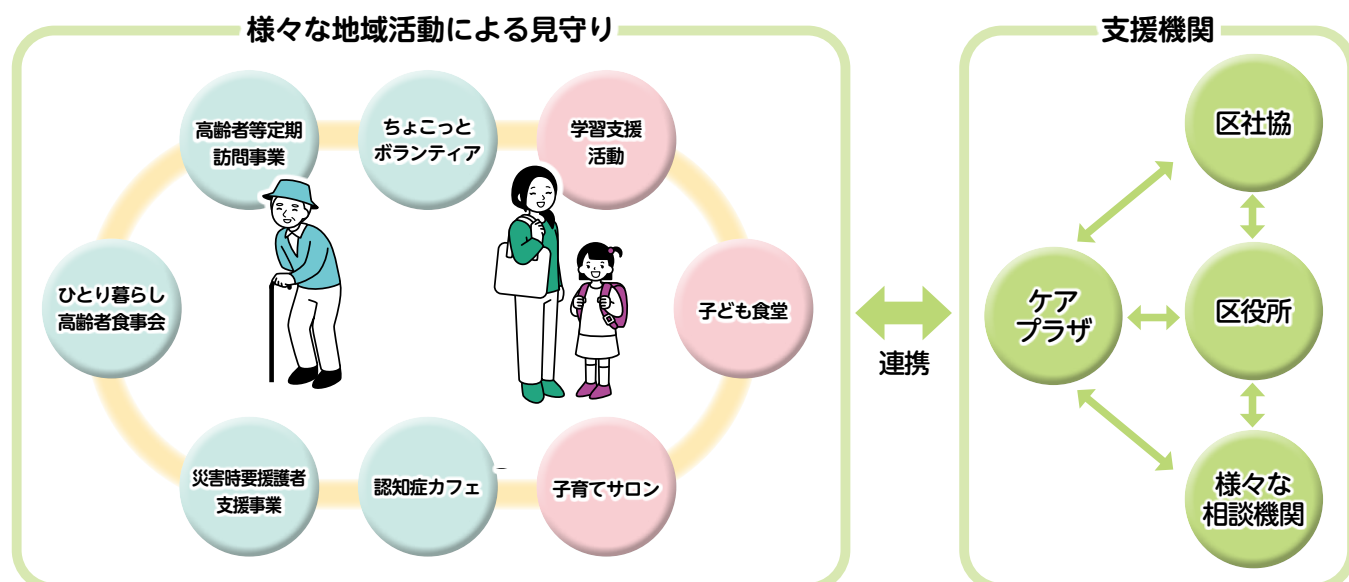 様々な地域活動による見守り
高齢者等定期
訪問事業
ちょこっと
ボランティア
学習支援
活動
ひとり暮らし
高齢者食事会
子ども食堂
災害時要援護者
支援事業
認知症カフェ
子育てサロン
連携
支援機関
区社協
ケア
プラザ
区役所
様々な
相談機関